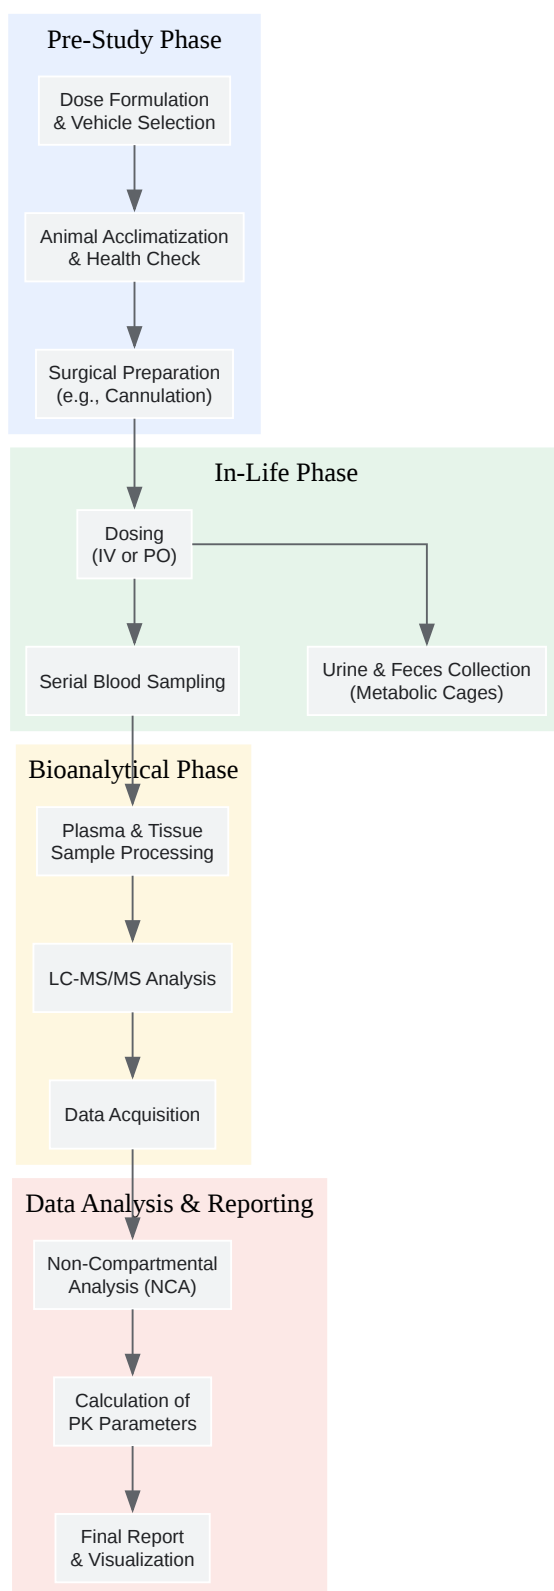 Pre-Study Phase
Dose Formulation
& Vehicle Selection
Animal Acclimatization
& Health Check
Surgical Preparation
(e.g., Cannulation)
In-Life Phase
Dosing
(IV or PO)
Serial Blood Sampling
Urine & Feces Collection
(Metabolic Cages)
Bioanalytical Phase
Plasma & Tissue
Sample Processing
LC-MS/MS Analysis
Data Acquisition
Data Analysis & Reporting
Non-Compartmental
Analysis (NCA)
Calculation of
PK Parameters
Final Report
& Visualization